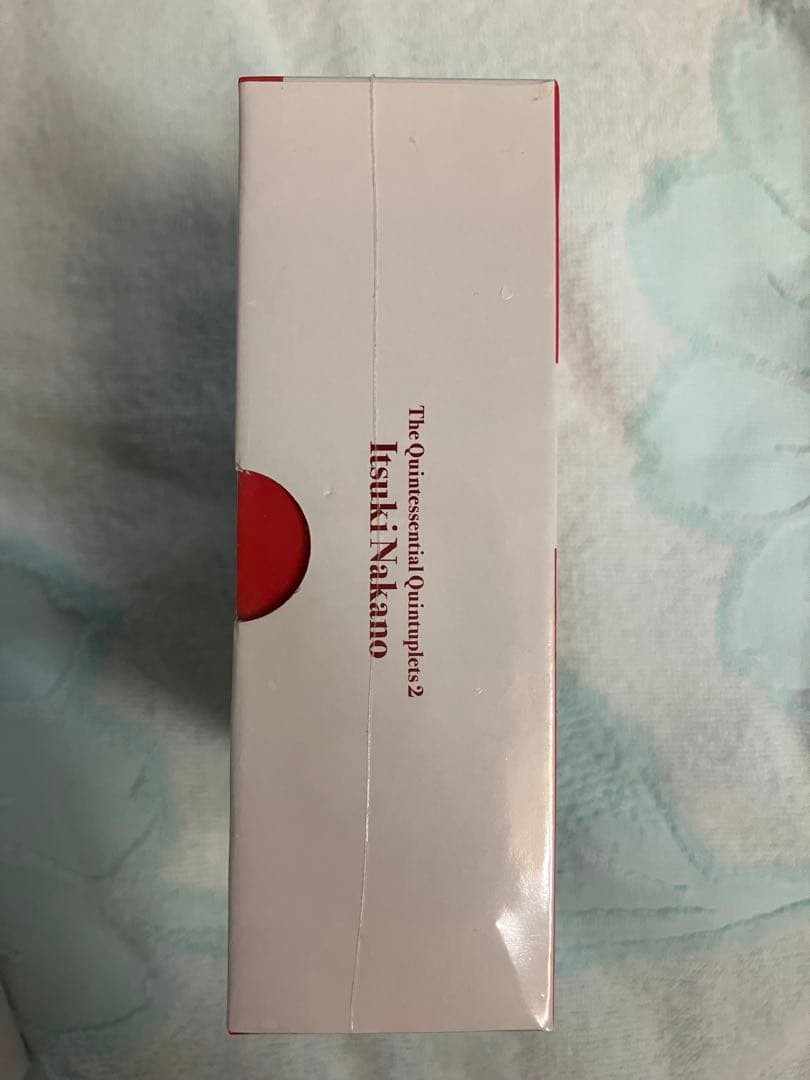 The Quintessential Quintuplets 2
Itsuki Nakano